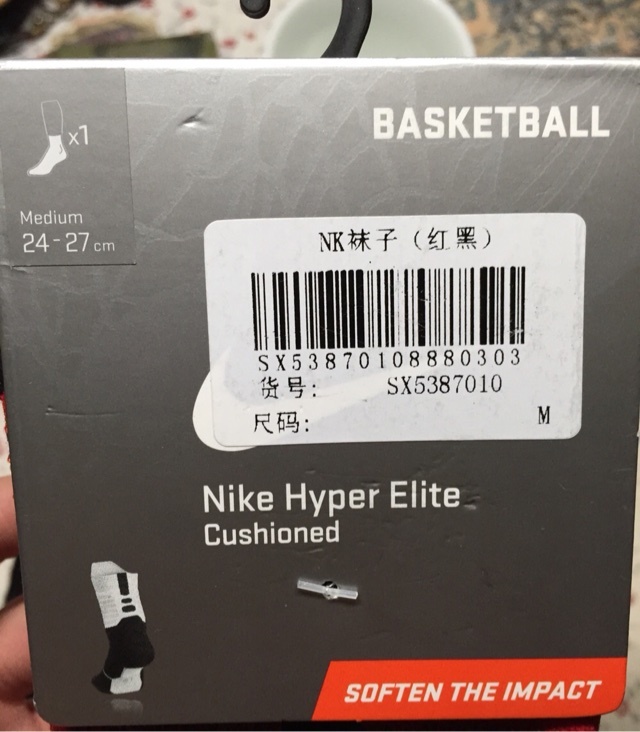 BASKETBALL
x1
Medium
24-27cm
NK袜子（红黑）
SX53870108880303
货号： SX5387010
尺码： M
Nike Hyper Elite
Cushioned
SOFTEN THE IMPACT